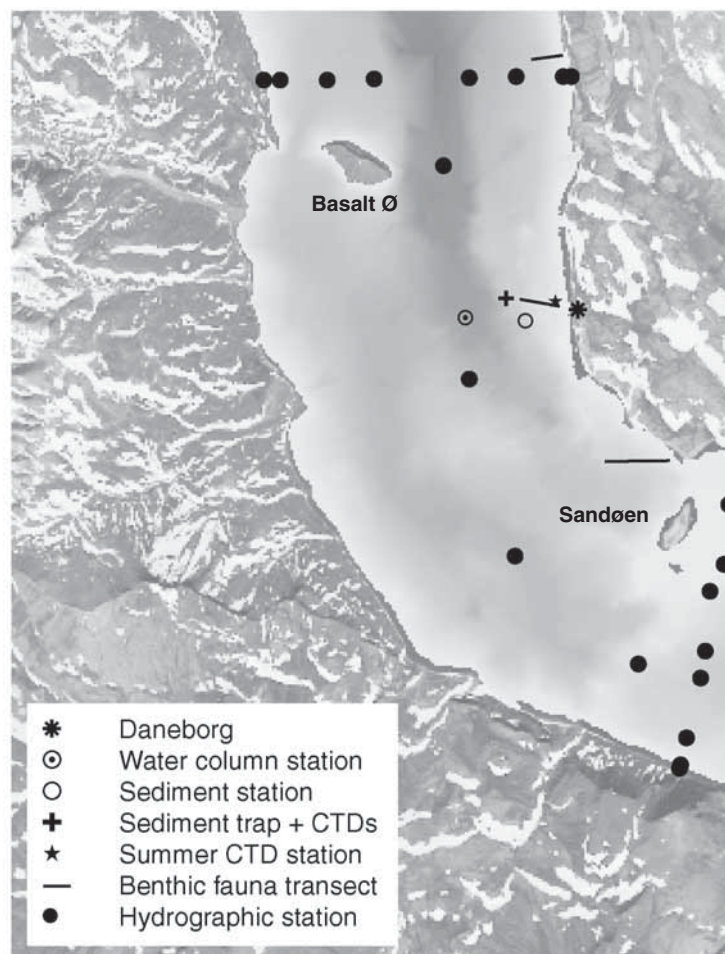 Basalt Ø
Sandøen
Daneborg
Water column station
Sediment station
Sediment trap + CTDs
Summer CTD station
Benthic fauna transect
Hydrographic station